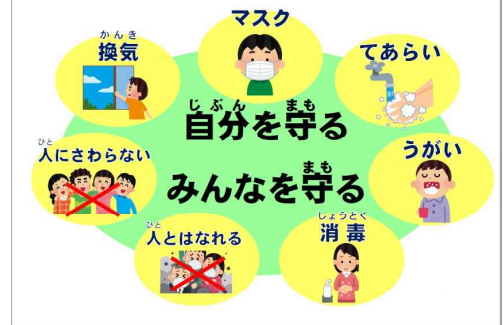 マスク
かんき
換気
てあらい
じぶん まも
自分を守る
ひと
人にさわらない
うがい
まも
みんなを守る
ひと
人とはなれる
しょうどく
消毒